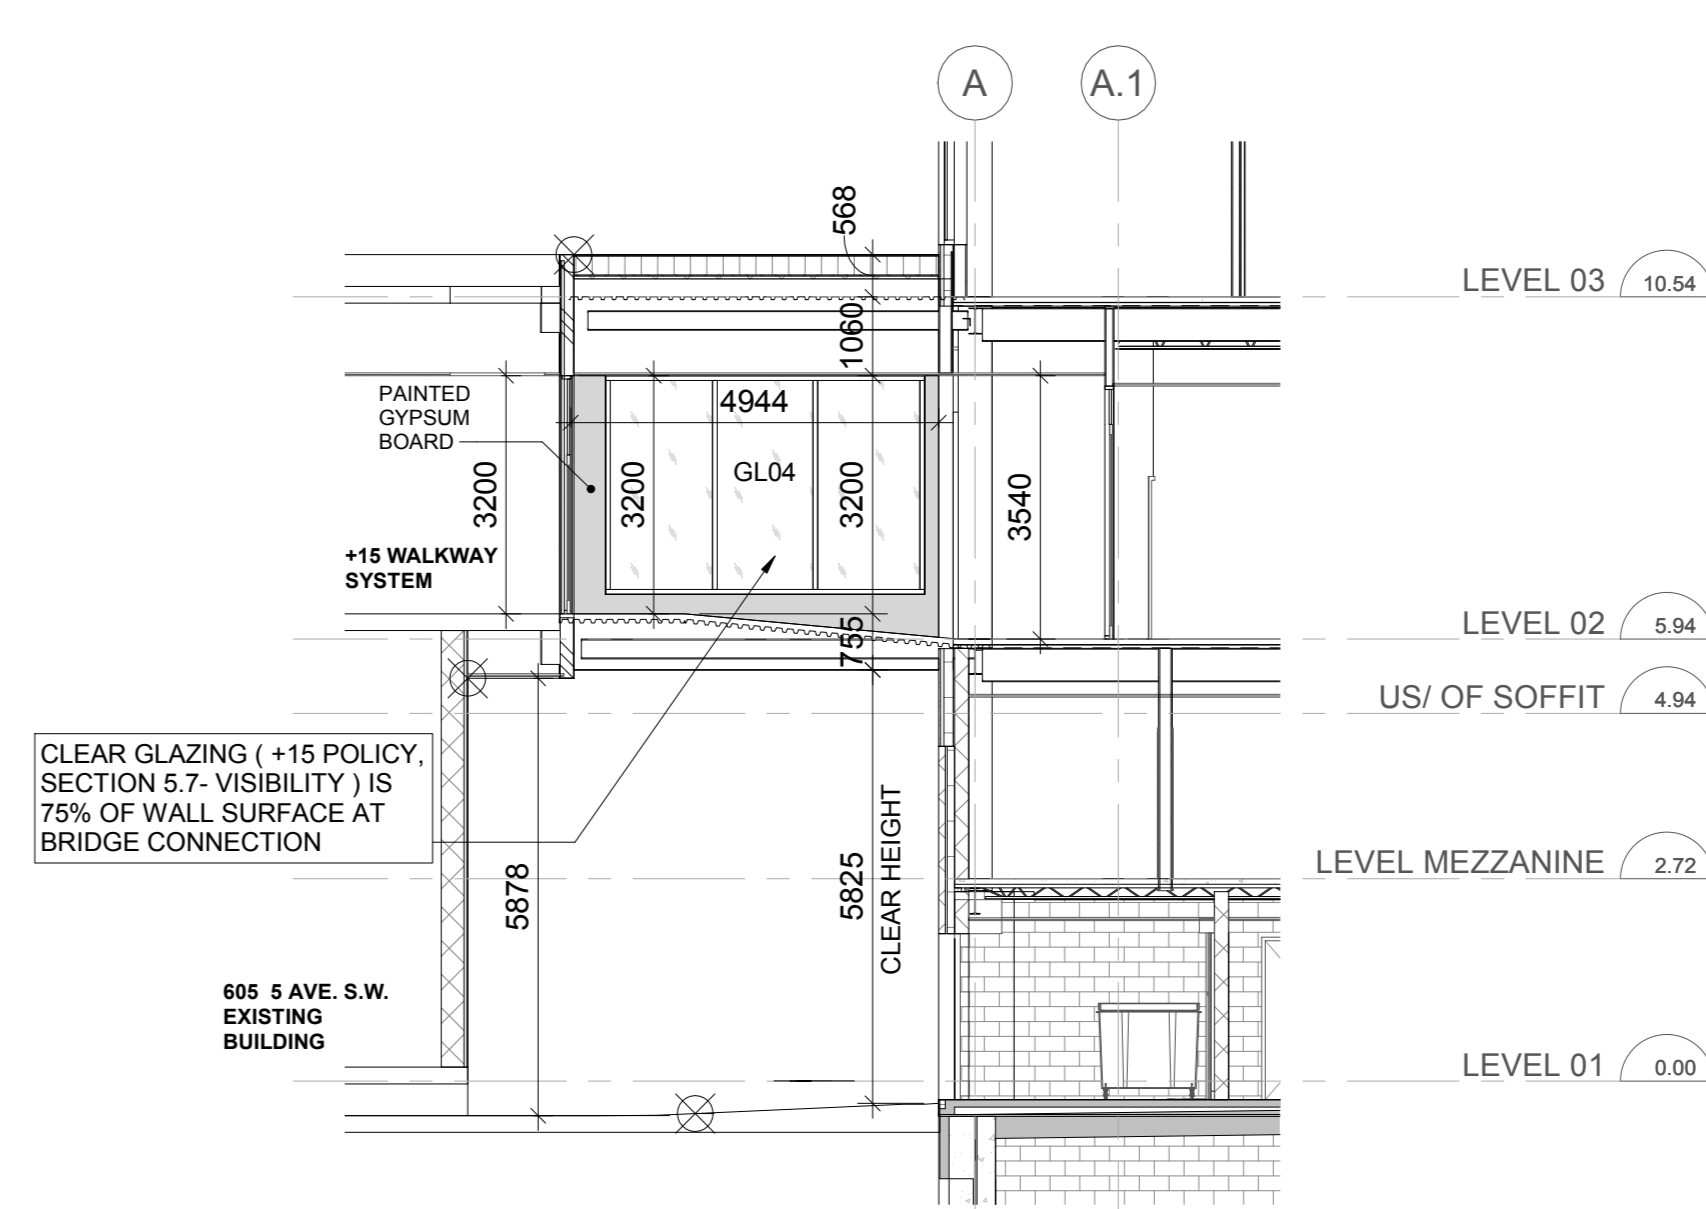 A
A.1
568
LEVEL 03
10.54
1060
PAINTED
GYPSUM
BOARD
4944
GL04
3200
3200
3200
3540
+15 WALKWAY
SYSTEM
755
LEVEL 02
5.94
US/ OF SOFFIT
4.94
CLEAR GLAZING ( +15 POLICY,
SECTION 5.7- VISIBILITY ) IS
75% OF WALL SURFACE AT
BRIDGE CONNECTION
5878
5825
CLEAR HEIGHT
LEVEL MEZZANINE
2.72
605 5 AVE. S.W.
EXISTING
BUILDING
LEVEL 01
0.00